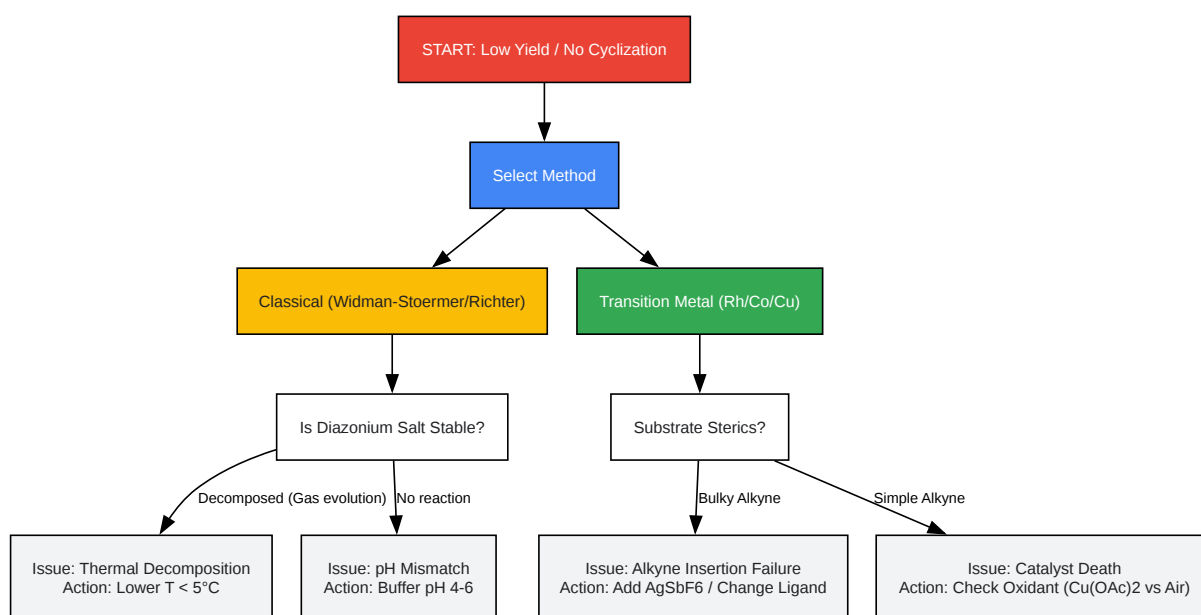 START: Low Yield / No Cyclization
Select Method
Classical (Widman-Stoermer/Richter)
Transition Metal (Rh/Co/Cu)
Is Diazonium Salt Stable?
Substrate Sterics?
Decomposed (Gas evolution)
No reaction
Bulky Alkyne
Simple Alkyne
Issue: Thermal Decomposition
Action: Lower T < 5°C
Issue: pH Mismatch
Action: Buffer pH 4-6
Issue: Alkyne Insertion Failure
Action: Add AgSbF6 / Change Ligand
Issue: Catalyst Death
Action: Check Oxidant (Cu(OAc)2 vs Air)